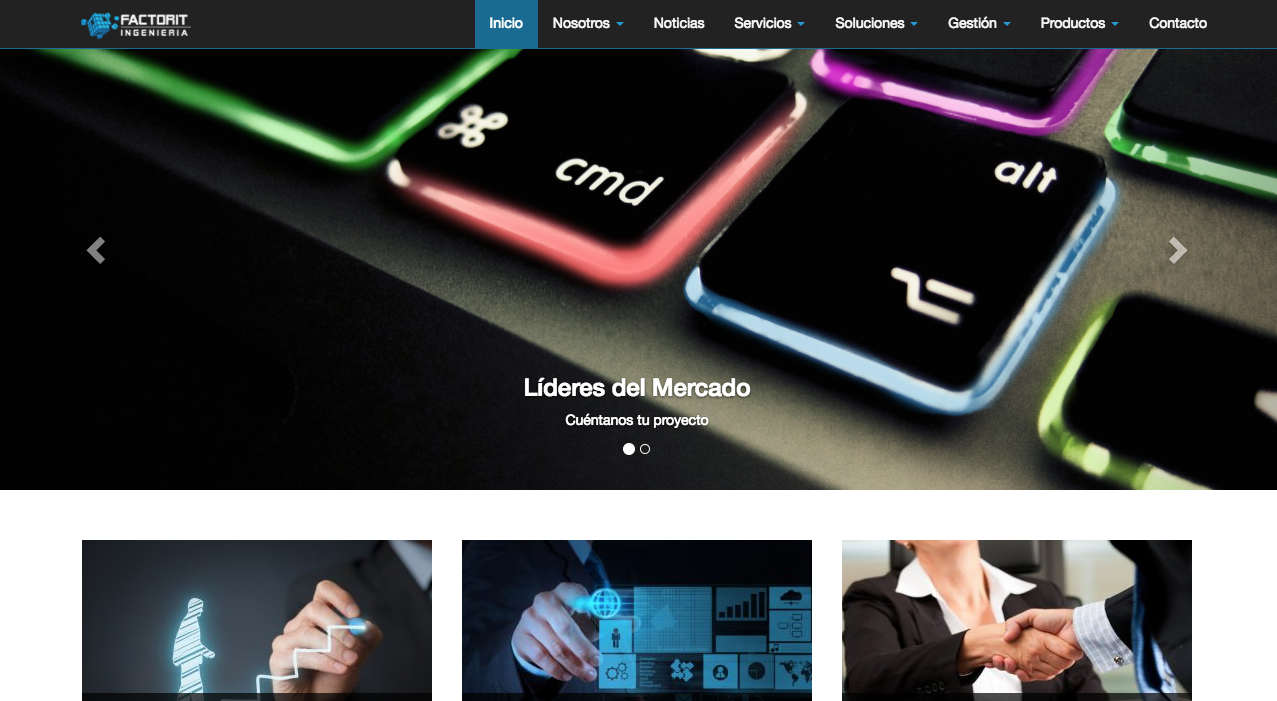 FACTORIT
INGENIERIA
Inicio Nosotros Noticias Servicios Soluciones Gestión Productos Contacto
cmd
alt
Líderes del Mercado
Cuéntanos tu proyecto